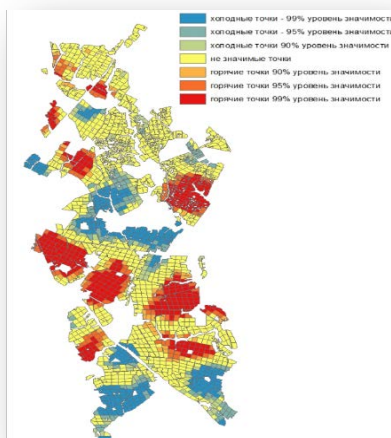 холодные точки - 99% уровень значимости
холодные точки - 95% уровень значимости
холодные точки 90% уровень значимости
не значимые точки
горячие точки 90% уровень значимости
горячие точки 95% уровень значимости
горячие точки 99% уровень значимости